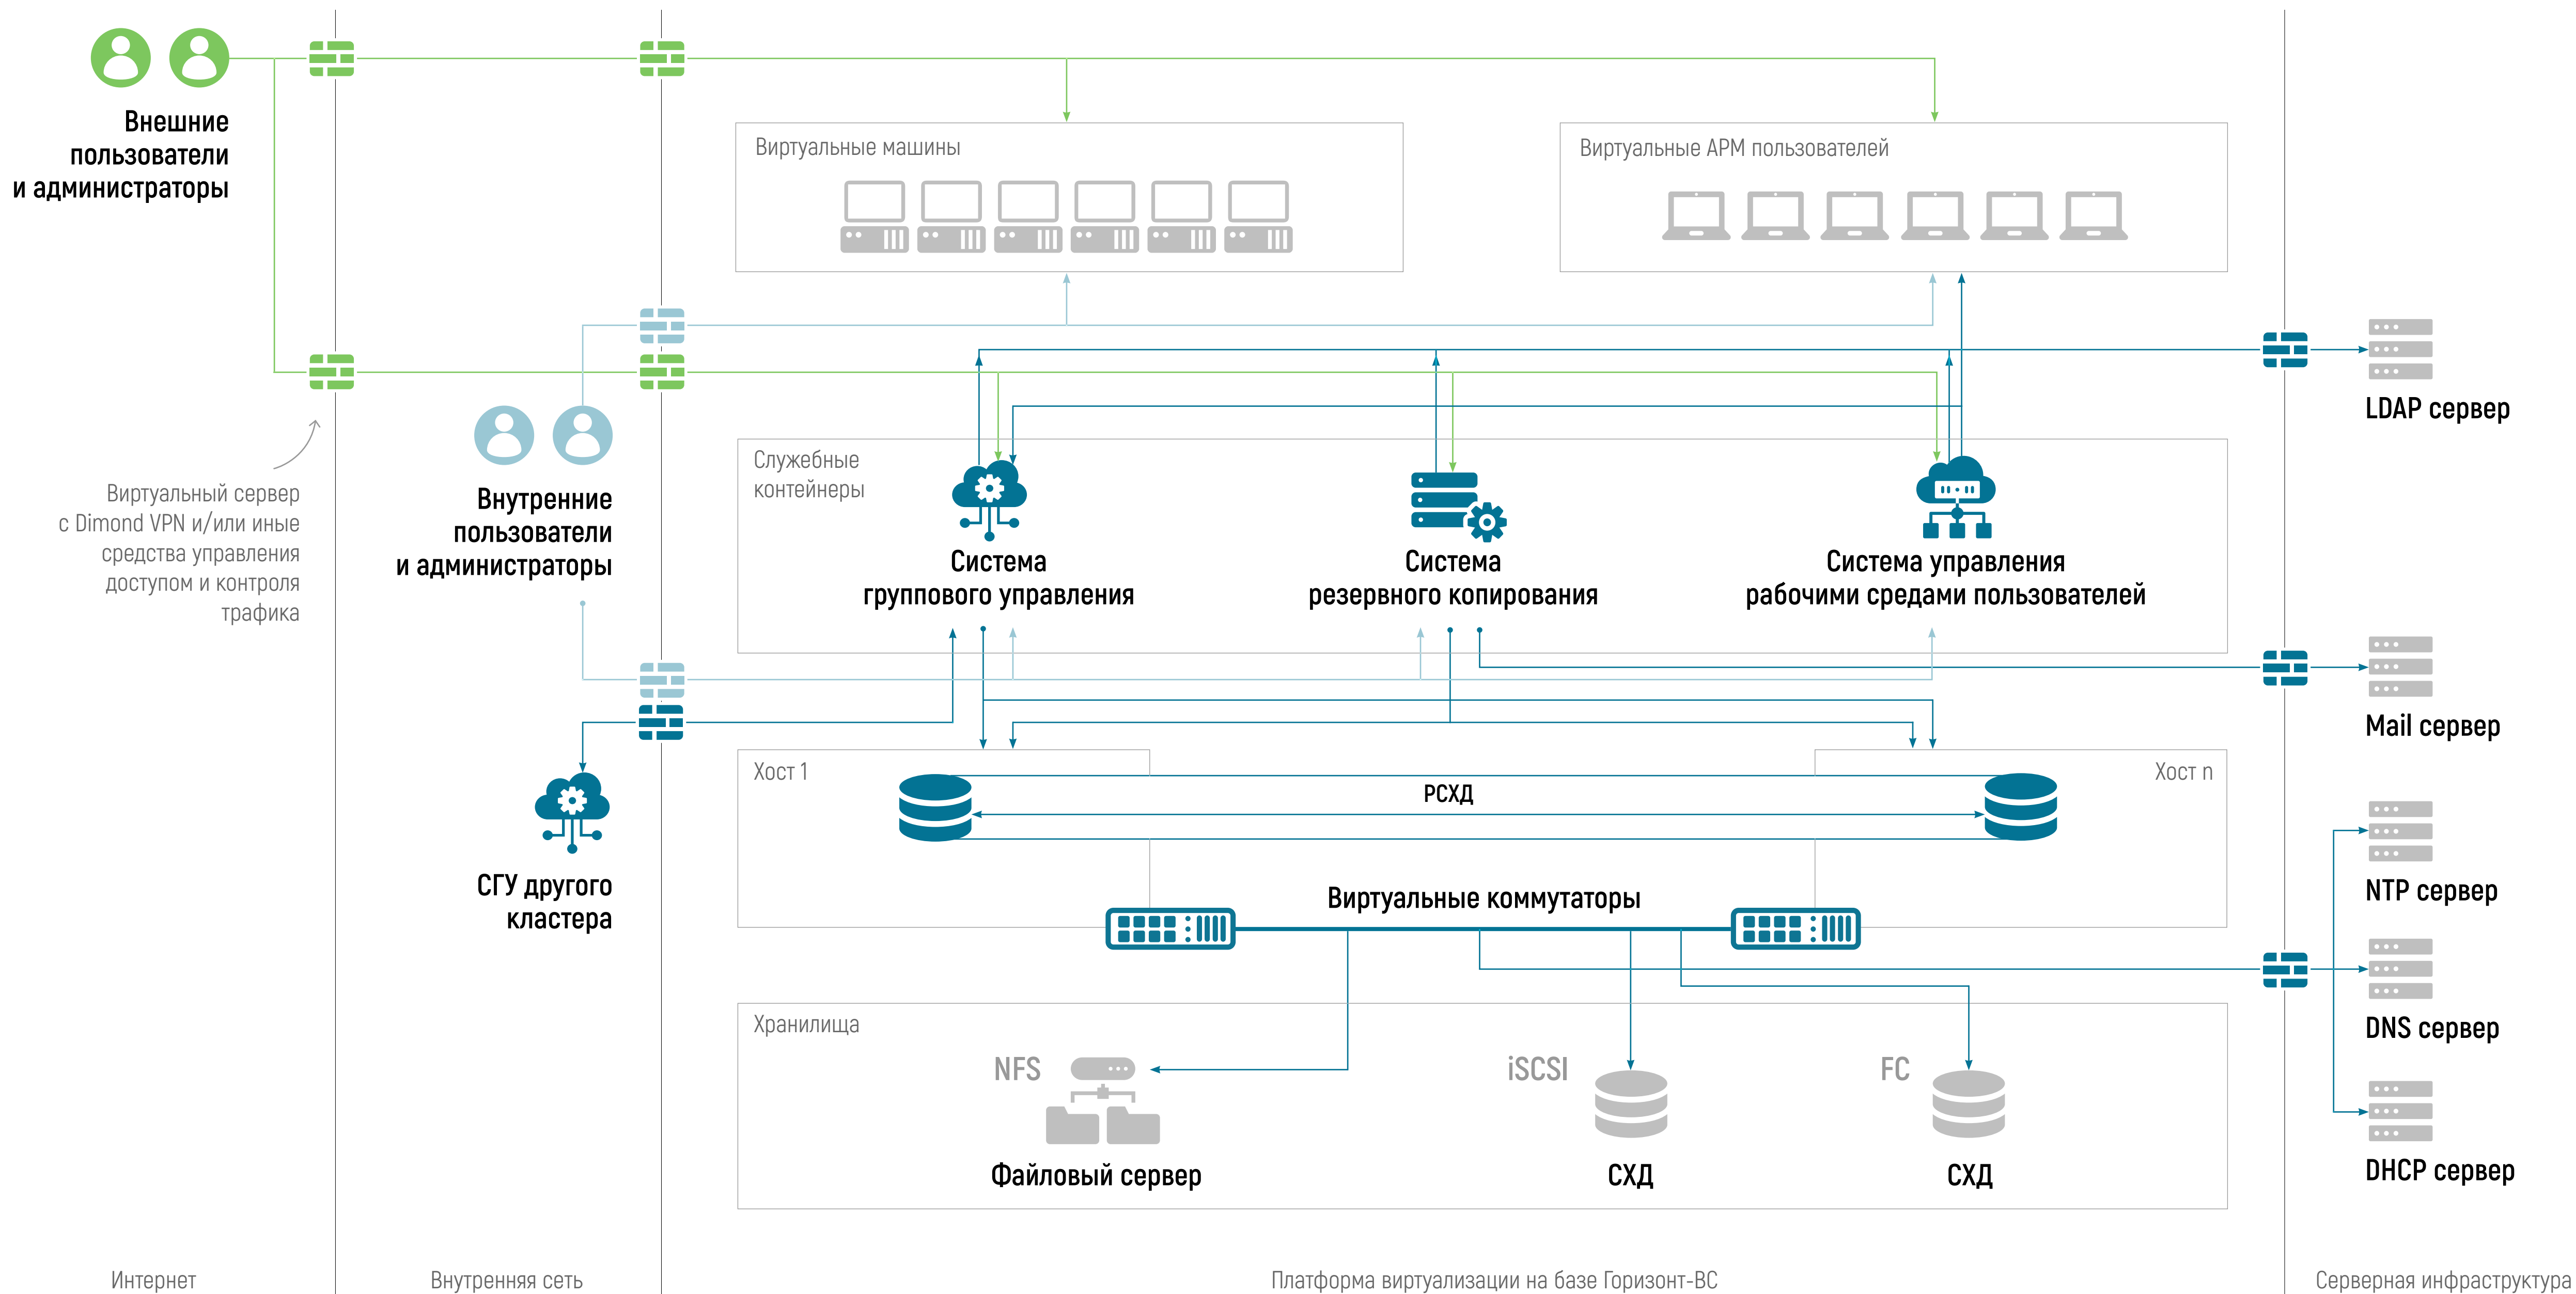 Внешние
пользователи
и администраторы
Виртуальные машины
Виртуальные АРМ пользователей
LDAP сервер
Виртуальный сервер
с Dimond VPN и/или иные
средства управления
доступом и контроля
трафика
Внутренние
пользователи
и администраторы
Служебные
контейнеры
Система
группового управления
Система
резервного копирования
Система управления
рабочими средами пользователей
Mail сервер
СГУ другого
кластера
Хост 1
РСХД
Хост n
Виртуальные коммутаторы
NTP сервер
DNS сервер
DHCP сервер
Хранилища
NFS
Файловый сервер
iSCSI
СХД
FC
СХД
Интернет
Внутренняя сеть
Платформа виртуализации на базе Горизонт-ВС
Серверная инфраструктура